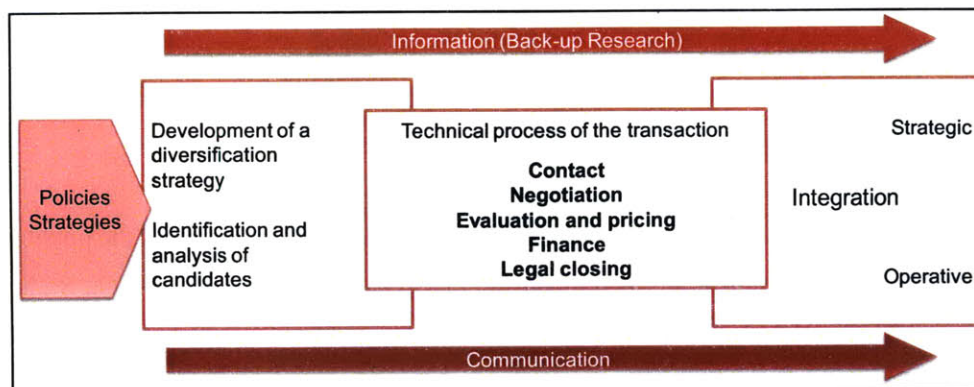 Information (Back-up Research)
Policies
Strategies
Development of a
diversification
strategy
Identification and
analysis of
candidates
Technical process of the transaction
Contact
Negotiation
Evaluation and pricing
Finance
Legal closing
Strategic
Integration
Operative
Communication